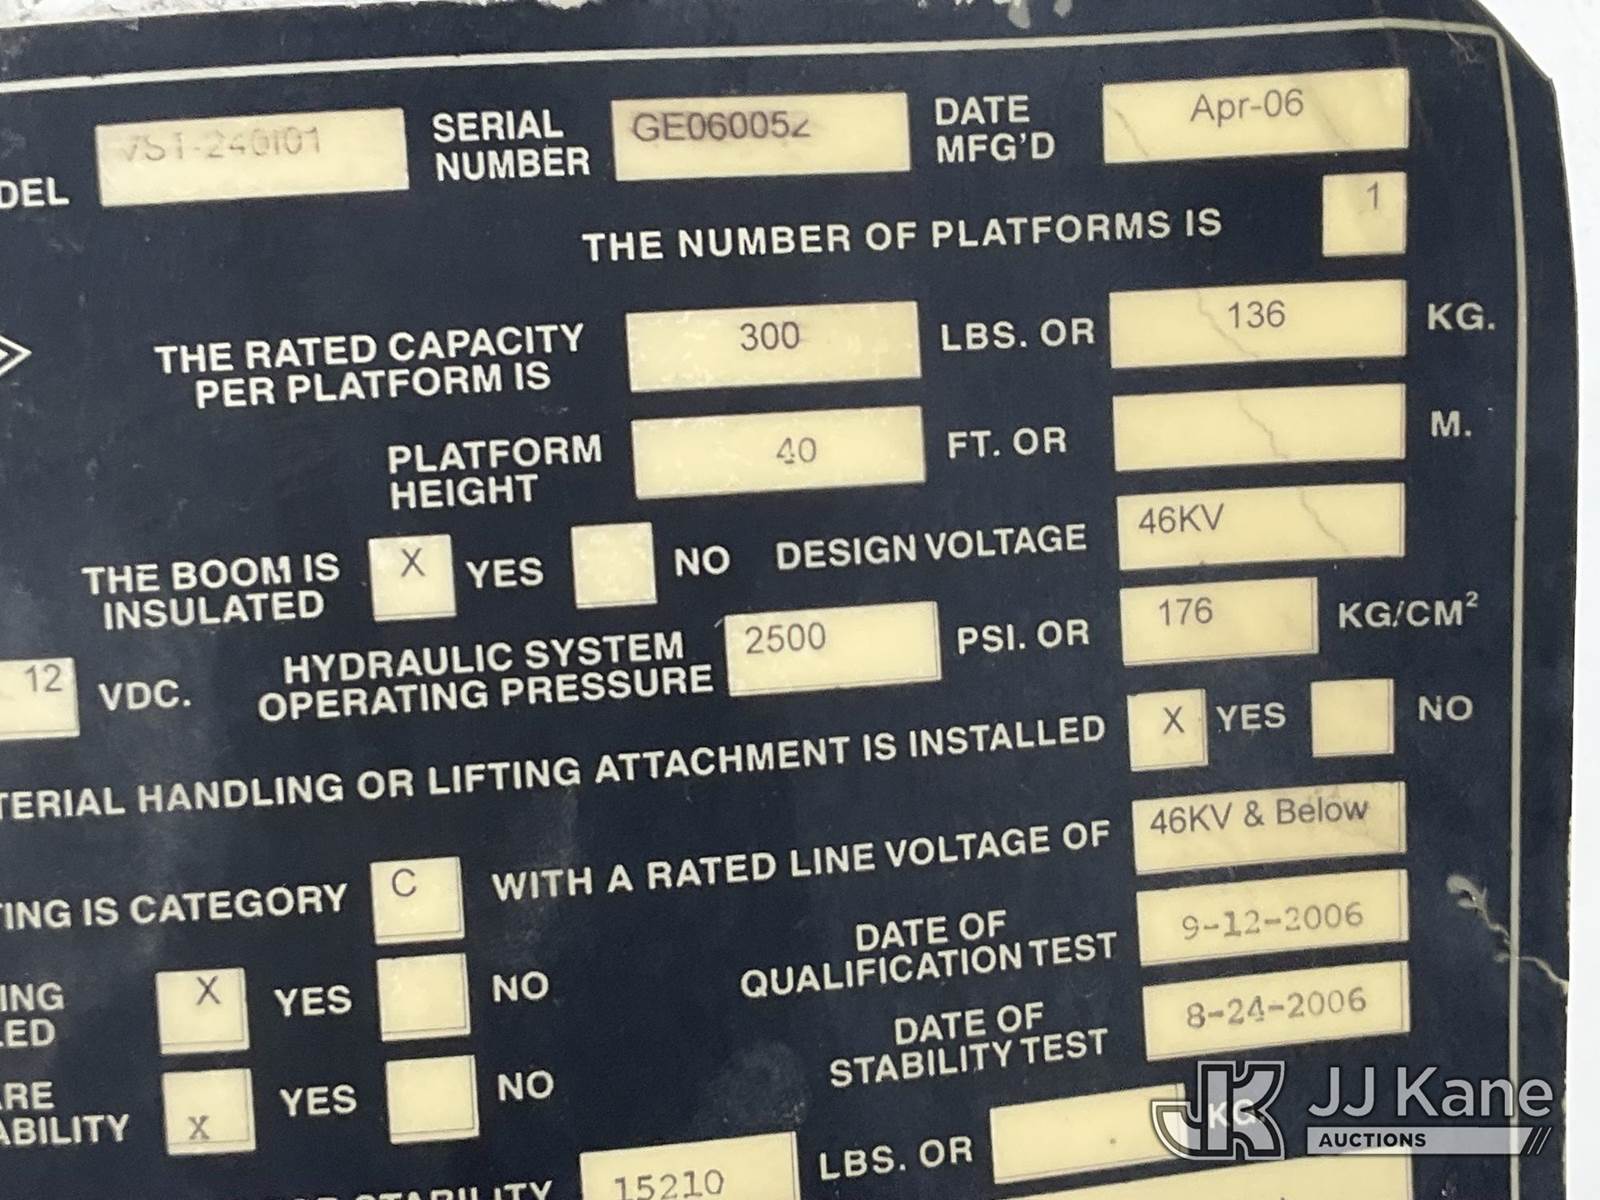 DEL VST-240I01 SERIAL NUMBER GE060052 DATE MFG'D Apr-06
THE NUMBER OF PLATFORMS IS 1
THE RATED CAPACITY PER PLATFORM IS 300 LBS. OR 136 KG.
PLATFORM HEIGHT 40 FT. OR M.
THE BOOM IS INSULATED X YES NO DESIGN VOLTAGE 46KV
12 VDC. HYDRAULIC SYSTEM OPERATING PRESSURE 2500 PSI. OR 176 KG/CM²
TERIAL HANDLING OR LIFTING ATTACHMENT IS INSTALLED X YES NO
TING IS CATEGORY C WITH A RATED LINE VOLTAGE OF 46KV & Below
DATE OF QUALIFICATION TEST 9-12-2006
ING LED X YES NO
DATE OF STABILITY TEST 8-24-2006
ARE ABILITY X YES NO
STABILITY 15210 LBS. OR KG
JK JJ Kane
AUCTIONS